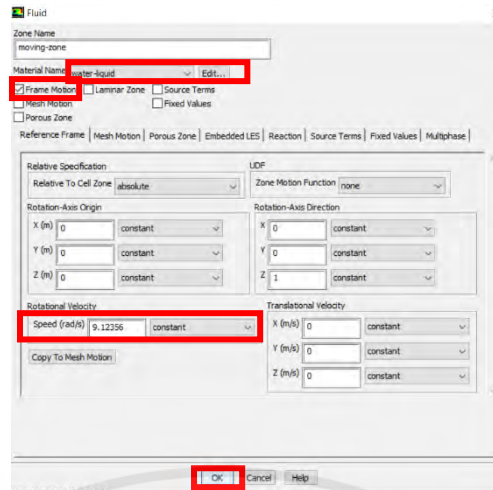 Fluid
Zone Name
moving-zone
Material Name water-liquid Edit...
Frame Motion Laminar Zone Source Terms
Mesh Motion Fixed Values
Porous Zone
Reference Frame Mesh Motion Porous Zone Embedded LES Reaction Source Terms Fixed Values Multiphase
Relative Specification UDF
Relative To Cell Zone absolute Zone Motion Function none
Rotation-Axis Origin Rotation-Axis Direction
X (m) 0 constant X 0 constant
Y (m) 0 constant Y 0 constant
Z (m) 0 constant Z 1 constant
Rotational Velocity Translational Velocity
Speed (rad/s) 9.12356 constant X (m/s) 0 constant
Copy To Mesh Motion Y (m/s) 0 constant
Z (m/s) 0 constant
OK Cancel Help